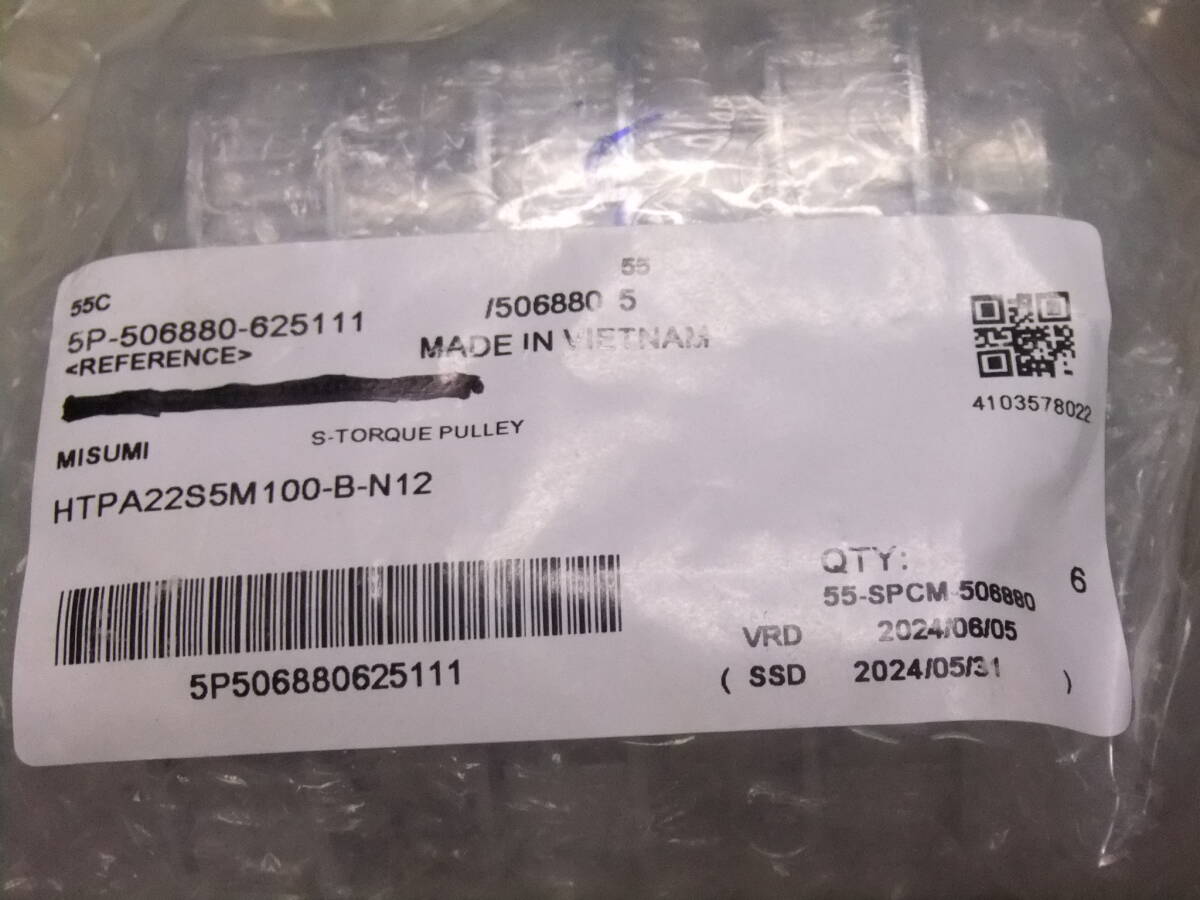 55
55C
/506880 5
5P-506880-625111
MADE IN VIETNAM
<REFERENCE>
4103578022
S-TORQUE PULLEY
MISUMI
HTPA22S5M100-B-N12
QTY: 6
55-SPCM-506880
VRD 2024/06/05
( SSD 2024/05/31 )
5P506880625111